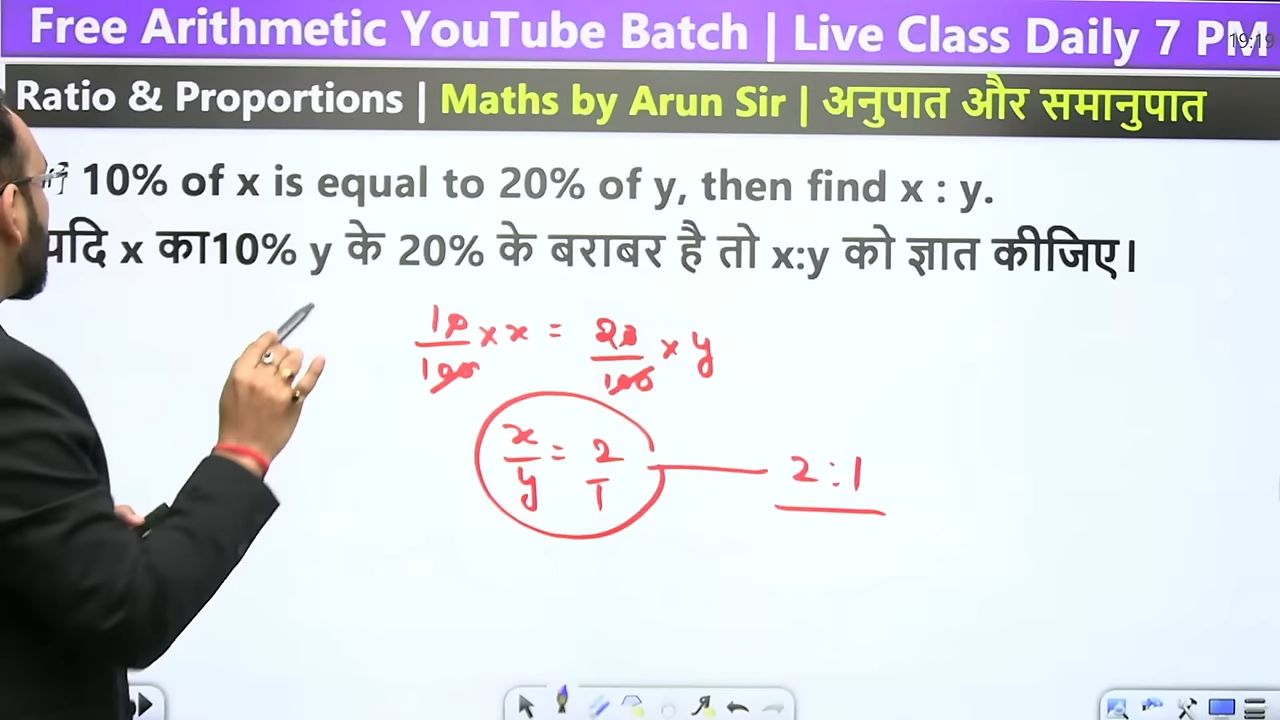 Free Arithmetic YouTube Batch | Live Class Daily 7 PM
19:19
Ratio & Proportions | Maths by Arun Sir | अनुपात और समानुपात
If 10% of x is equal to 20% of y, then find x : y.
यदि x का10% y के 20% के बराबर है तो x:y को ज्ञात कीजिए।
10/100 × x = 20/100 × y
x/y = 2/1 — 2:1